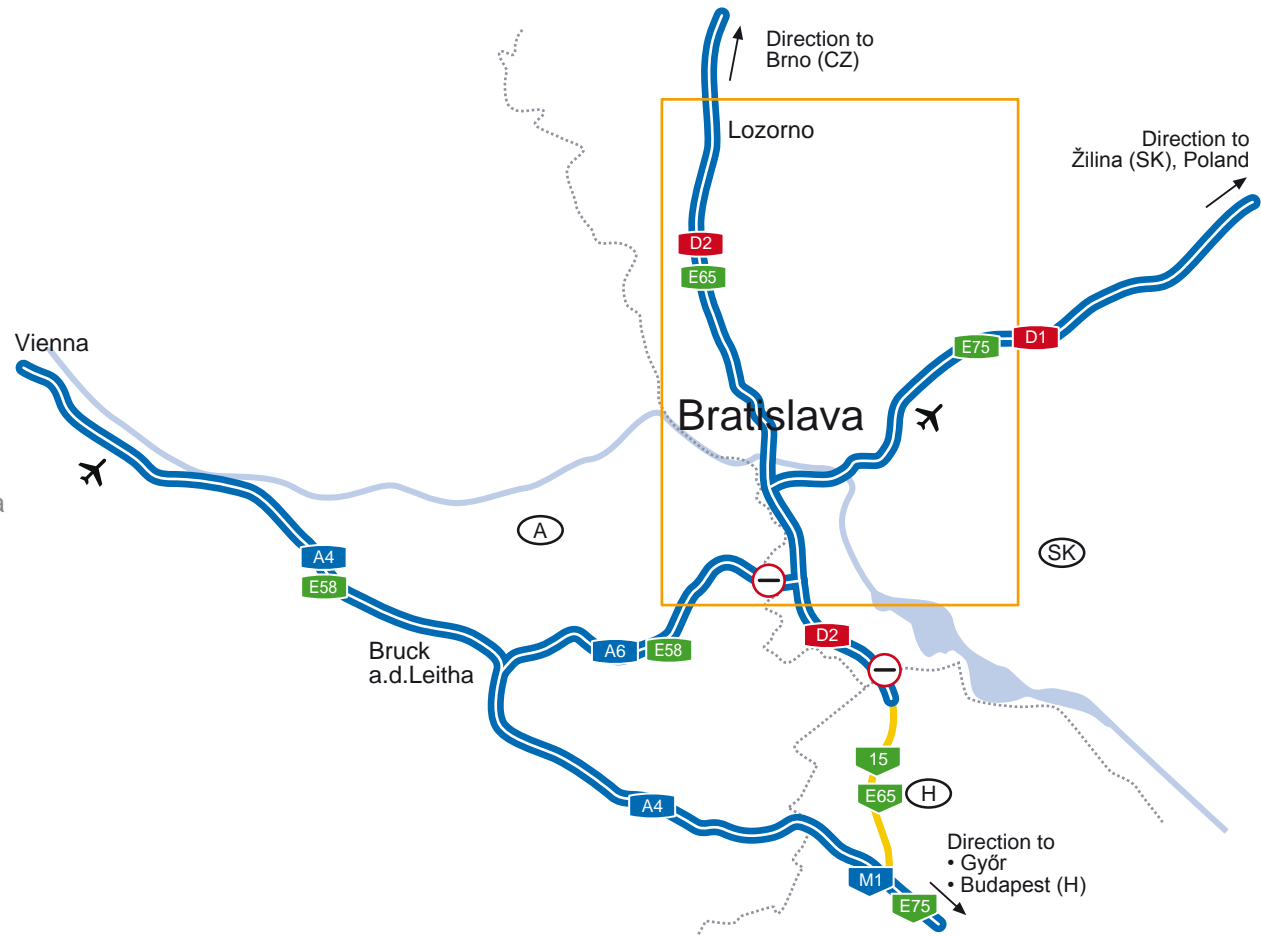 Direction to
Brno (CZ)
Lozorno
Direction to
Žilina (SK), Poland
D2
E65
Vienna
E75
D1
Bratislava
a
A
SK
A4
E58
D2
A6
E58
Bruck
a.d.Leitha
15
E65
H
A4
Direction to
• Győr
• Budapest (H)
M1
E75